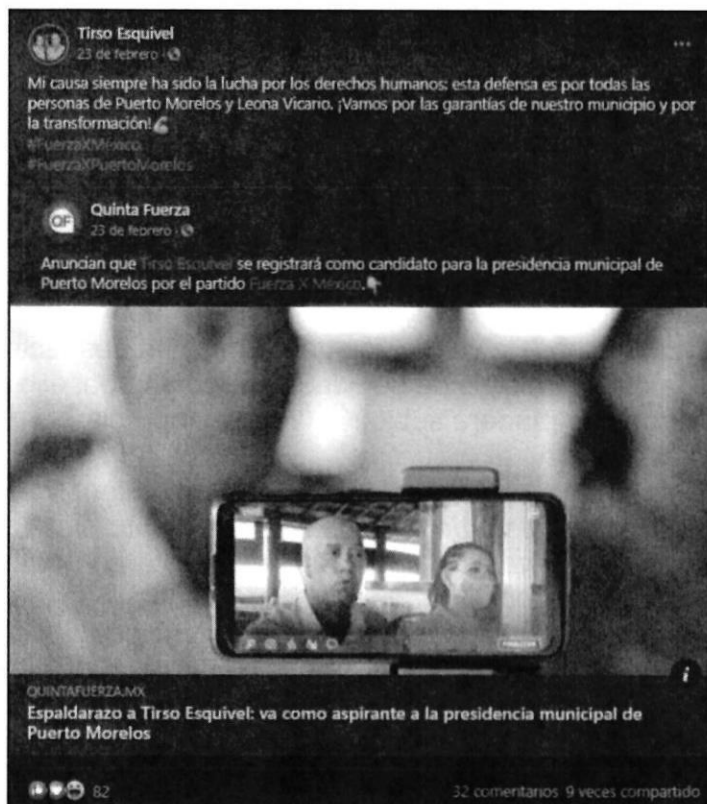 Tirso Esquivel
23 de febrero
Mi causa siempre ha sido la lucha por los derechos humanos: esta defensa es por todas las
personas de Puerto Morelos y Leona Vicario. ¡Vamos por las garantías de nuestro municipio y por
la transformación!💪
#FuerzaXMéxico
#FuerzaXPuertoMorelos
QF
Quinta Fuerza
23 de febrero
Anuncian que Tirso Esquivel se registrará como candidato para la presidencia municipal de
Puerto Morelos por el partido Fuerza X México.👇
QUINTAFUERZA.MX
Espaldarazo a Tirso Esquivel: va como aspirante a la presidencia municipal de
Puerto Morelos
82
32 comentarios 9 veces compartido